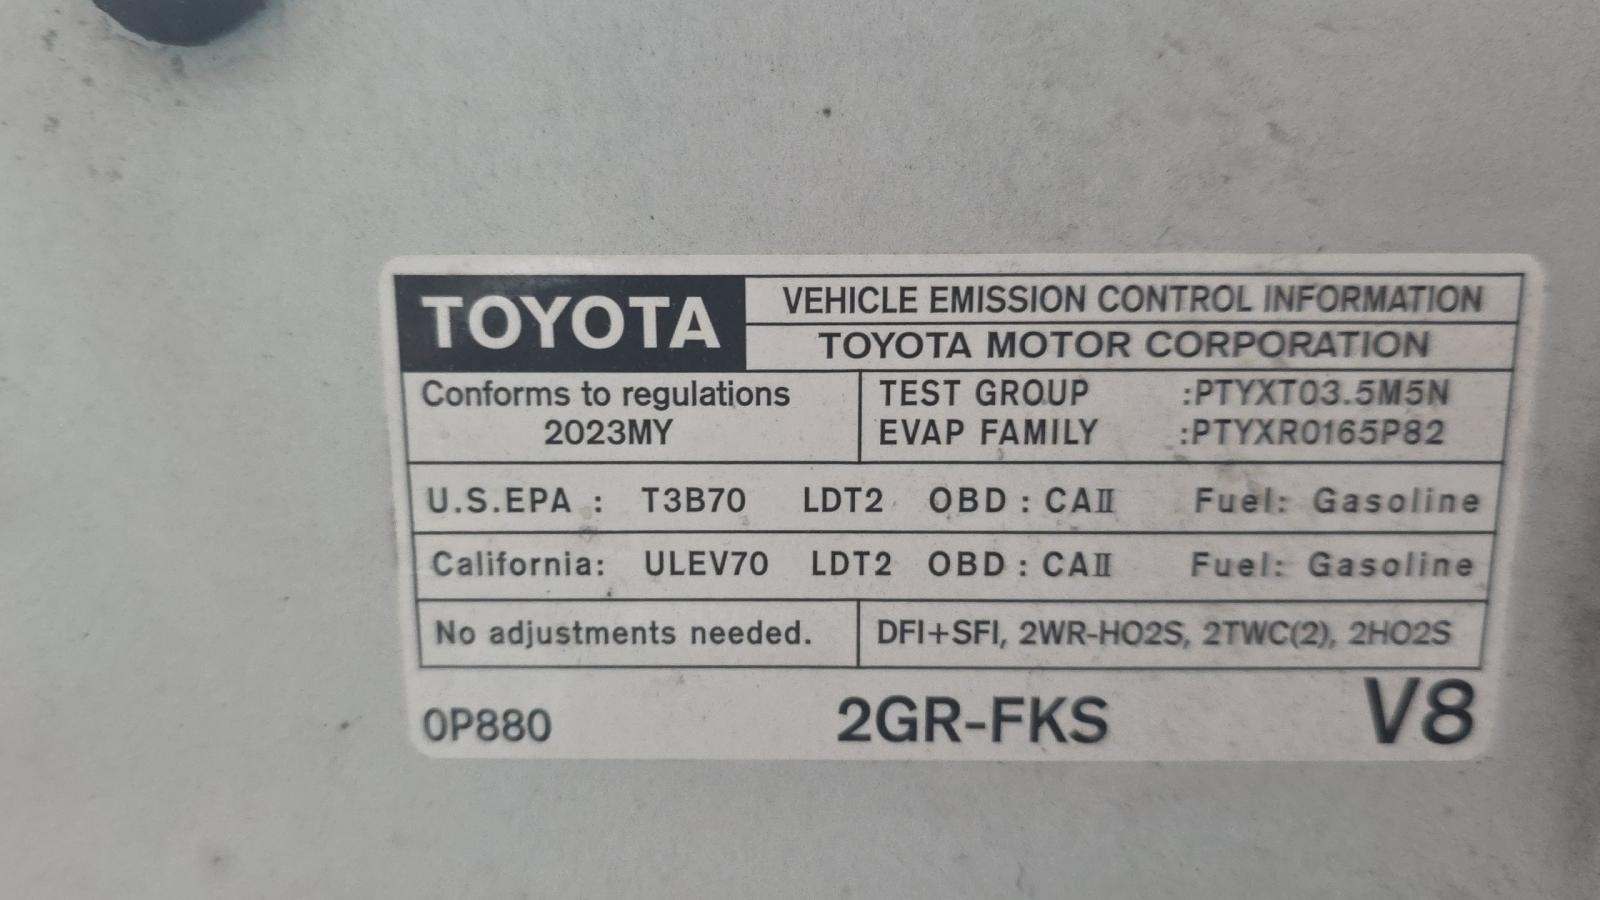 TOYOTA
VEHICLE EMISSION CONTROL INFORMATION
TOYOTA MOTOR CORPORATION
Conforms to regulations
2023MY
TEST GROUP :PTYXT03.5M5N
EVAP FAMILY :PTYXR0165P82
U.S.EPA : T3B70 LDT2 OBD : CAⅡ Fuel: Gasoline
California: ULEV70 LDT2 OBD : CAⅡ Fuel: Gasoline
No adjustments needed.
DFI+SFI, 2WR-HO2S, 2TWC(2), 2HO2S
0P880 2GR-FKS V8